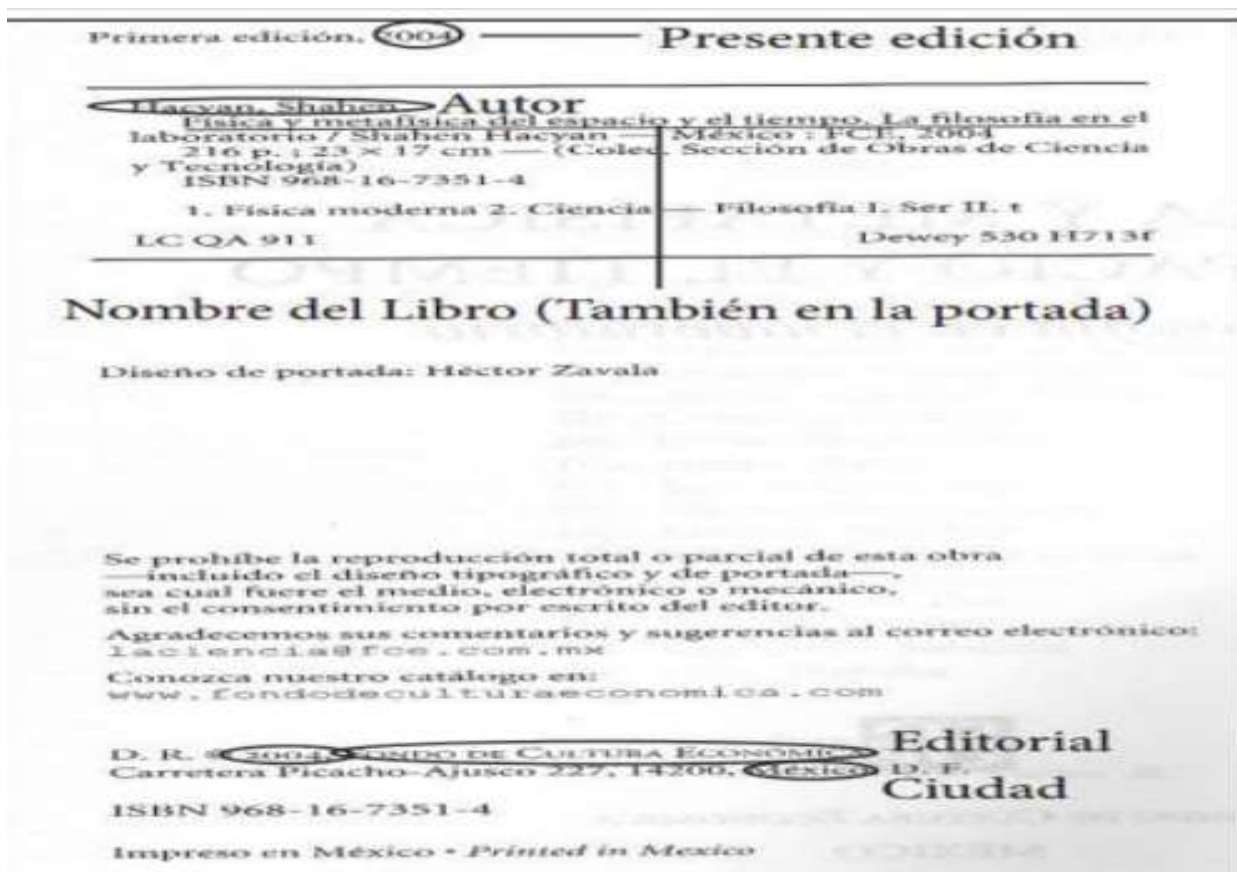 Primera edición, 2004 Presente edición
Hacyan, Shahen Autor
Física y metafísica del espacio y el tiempo. La filosofía en el
laboratorio / Shahen Hacyan — México : FCE, 2004
216 p. ; 23 × 17 cm — (Colec. Sección de Obras de Ciencia
y Tecnología)
ISBN 968-16-7351-4
1. Física moderna 2. Ciencia — Filosofía I. Ser II. t
LC QA 911 Dewey 530 H713f
Nombre del Libro (También en la portada)
Diseño de portada: Héctor Zavala
Se prohíbe la reproducción total o parcial de esta obra
—incluido el diseño tipográfico y de portada—,
sea cual fuere el medio, electrónico o mecánico,
sin el consentimiento por escrito del editor.
Agradecemos sus comentarios y sugerencias al correo electrónico:
laciencia@fce.com.mx
Conozca nuestro catálogo en:
www.fondodeculturaeconomica.com
D. R. © 2004, Fondo de Cultura Económica Editorial
Carretera Picacho-Ajusco 227, 14200, México D. F.
Ciudad
ISBN 968-16-7351-4
Impreso en México • Printed in Mexico